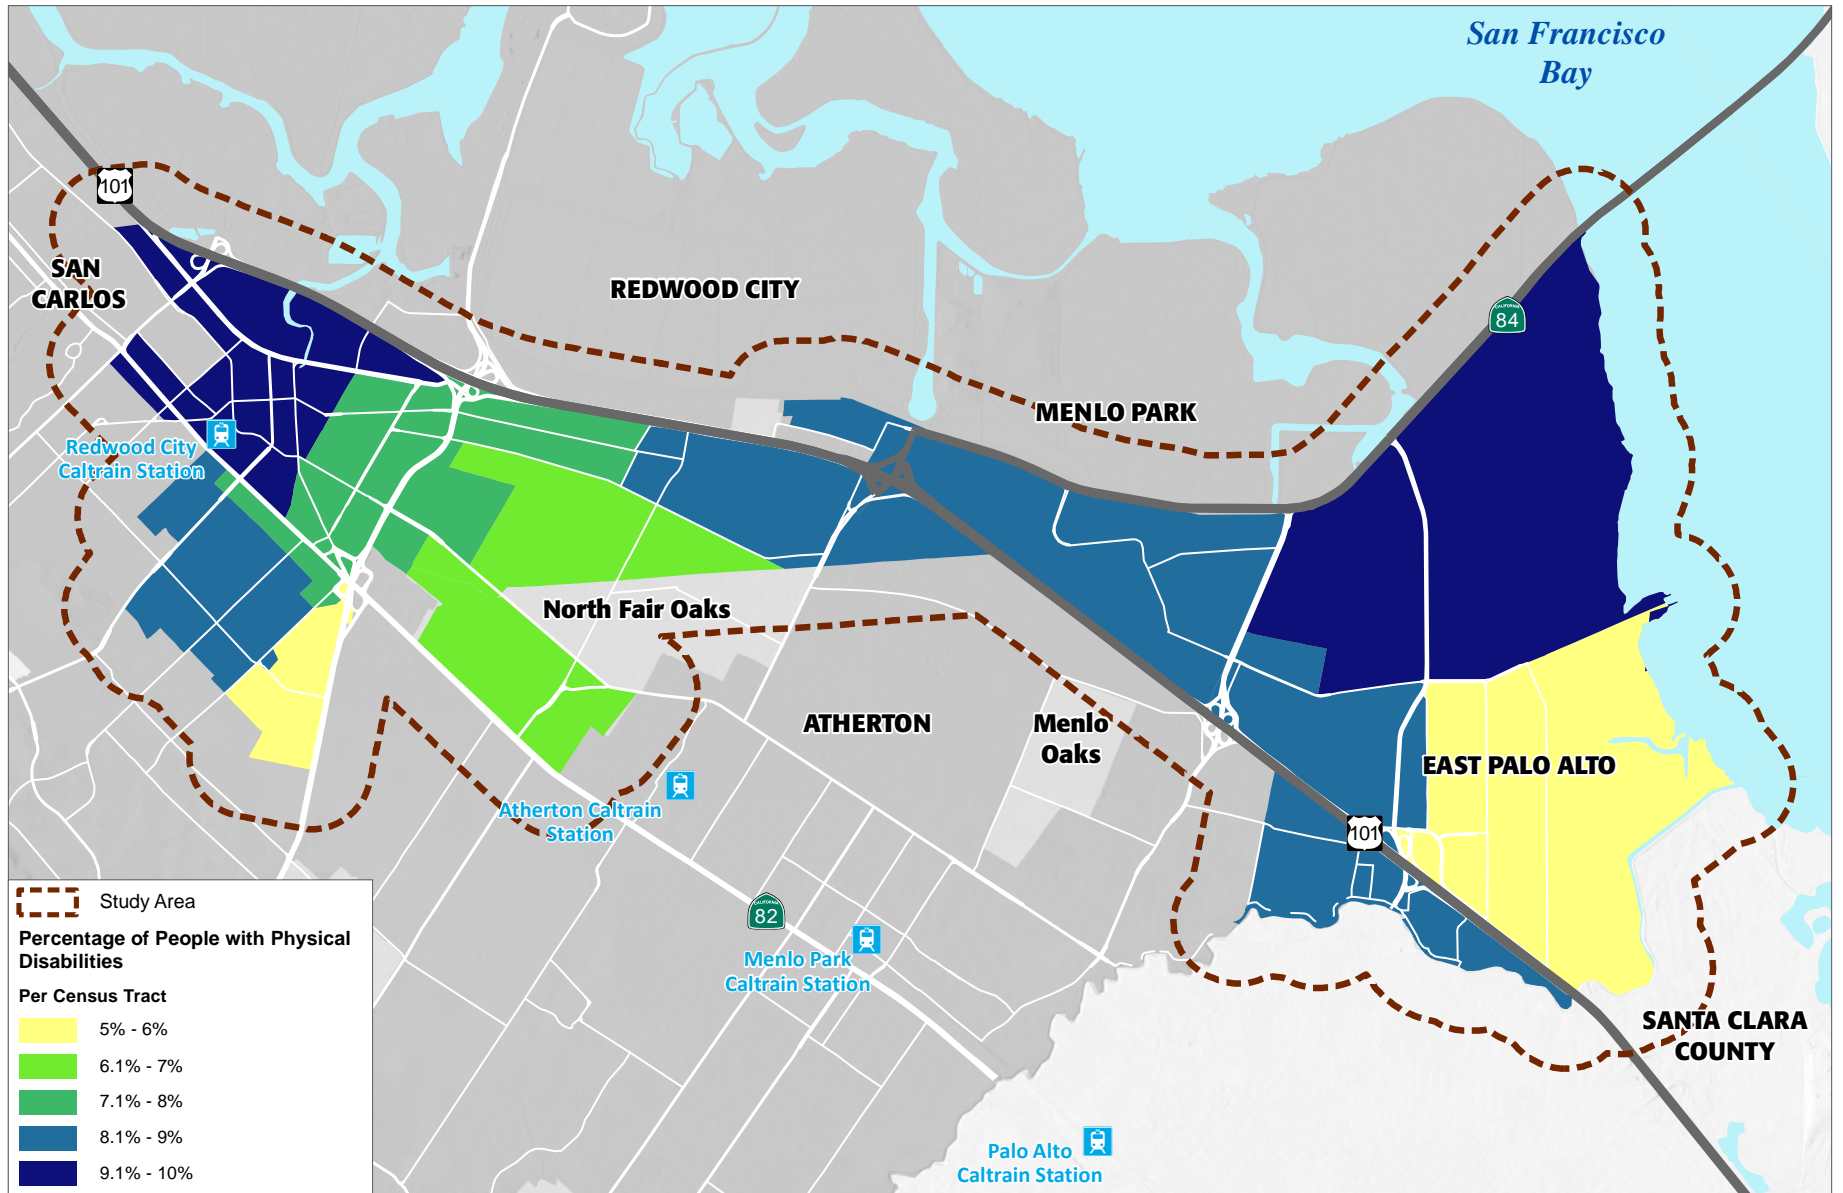 San Francisco
Bay
101
SAN
CARLOS
REDWOOD CITY
CALIFORNIA
84
MENLO PARK
Redwood City
Caltrain Station
North Fair Oaks
ATHERTON
Menlo
Oaks
EAST PALO ALTO
Atherton Caltrain
Station
101
CALIFORNIA
82
Menlo Park
Caltrain Station
SANTA CLARA
COUNTY
Palo Alto
Caltrain Station
Study Area
Percentage of People with Physical
Disabilities
Per Census Tract
5% - 6%
6.1% - 7%
7.1% - 8%
8.1% - 9%
9.1% - 10%